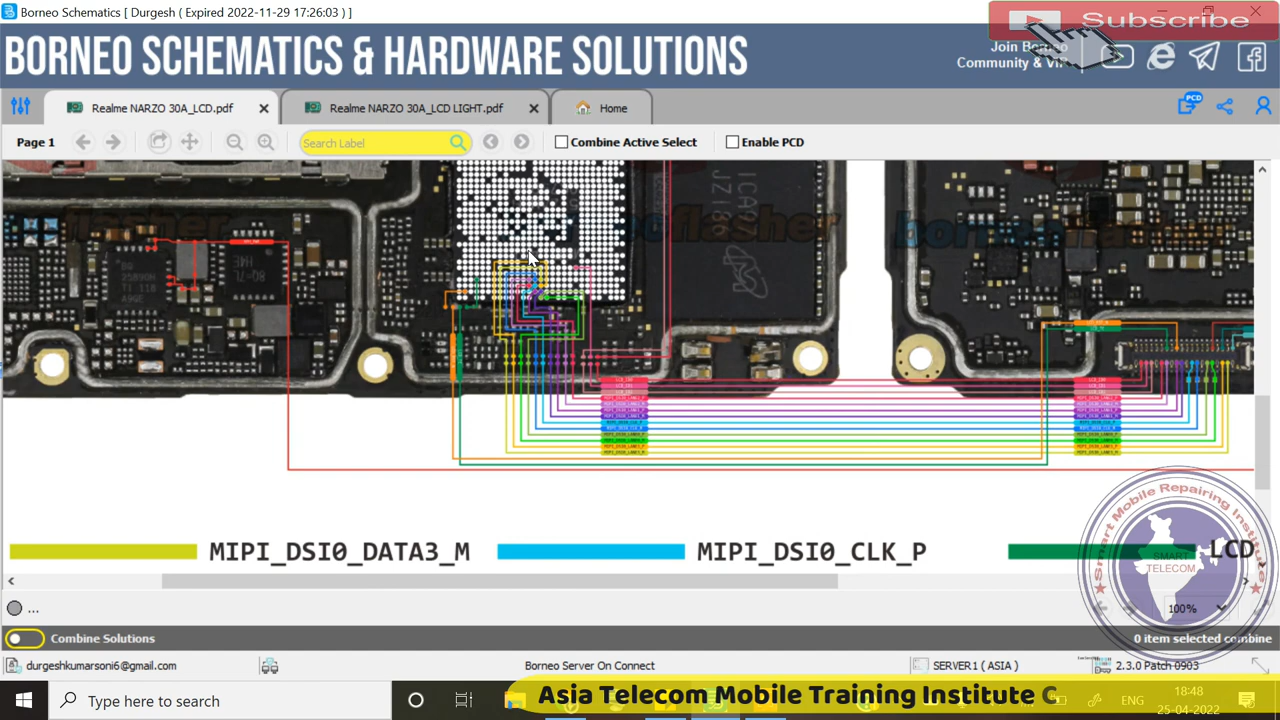 Borneo Schematics [ Durgesh ( Expired 2022-11-29 17:26:03 ) ]
Subscribe
BORNEO SCHEMATICS & HARDWARE SOLUTIONS
Join Borneo
Community & VIP
Realme NARZO 30A_LCD.pdf
Realme NARZO 30A_LCD LIGHT.pdf
Home
PCD
Page 1
Search Label
Combine Active Select
Enable PCD
MIPI_DSI0_DATA3_M
MIPI_DSI0_CLK_P
LCD
Smart Mobile Repairing Institute
SMART
TELECOM
...
100%
Combine Solutions
0 item selected combine
durgeshkumarsoni6@gmail.com
Borneo Server On Connect
SERVER1 ( ASIA )
2.3.0 Patch 0903
Type here to search
Asia Telecom Mobile Training Institute C
ENG
18:48
25-04-2022